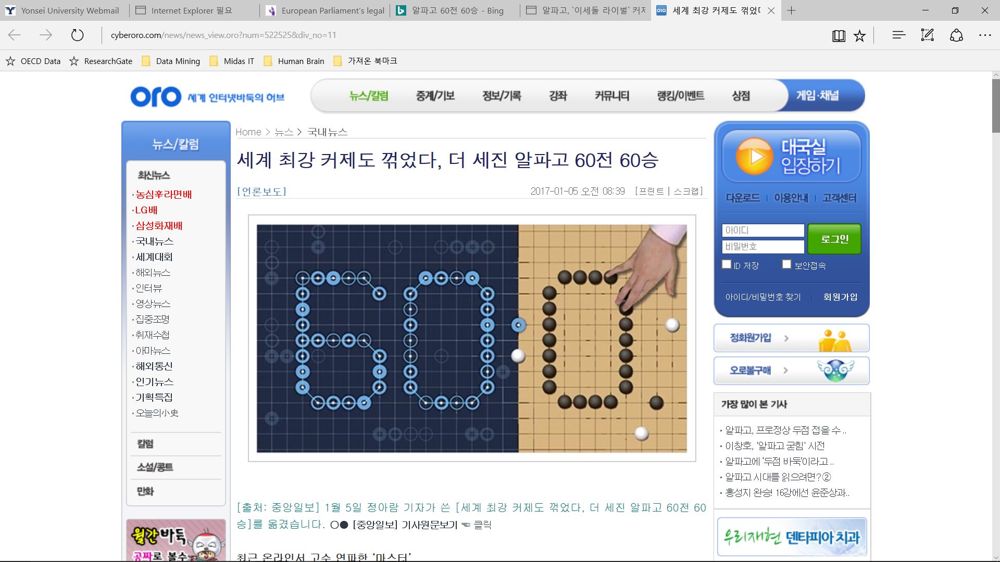 Yonsei University Webmail
Internet Explorer 필요
European Parliament's legal
알파고 60전 60승 - Bing
알파고, `이세돌 라이벌` 커제
세계 최강 커제도 꺾었다
cyberoro.com/news/news_view.oro?num=522525&div_no=11
OECD Data
ResearchGate
Data Mining
Midas IT
Human Brain
가져온 북마크
oro 세계 인터넷바둑의 허브
뉴스/칼럼
중계/기보
정보/기록
강좌
커뮤니티
랭킹/이벤트
상점
게임·채널
뉴스/칼럼
최신뉴스
·농심辛라면배
·LG배
·삼성화재배
·국내뉴스
·세계대회
·해외뉴스
·인터뷰
·영상뉴스
·집중조명
·취재수첩
·아마뉴스
·해외통신
·인기뉴스
·기획특집
·오늘의小史
칼럼
소설/콩트
만화
월간바둑
공짜로 볼수
Home > 뉴스 > 국내뉴스
세계 최강 커제도 꺾었다, 더 세진 알파고 60전 60승
[언론보도]
2017-01-05 오전 08:39 [프린트 | 스크랩]
[출처: 중앙일보] 1월 5일 정아람 기자가 쓴 [세계 최강 커제도 꺾었다, 더 세진 알파고 60전 60
승]를 옮겼습니다. ○● [중앙일보] 기사원문보기 ☜ 클릭
최근 온라인서 고수 연파한 ‘마스터’
대국실
입장하기
다운로드 | 이용안내 | 고객센터
아이디
비밀번호
로그인
ID 저장
보안접속
아이디/비밀번호 찾기 | 회원가입
정회원가입 >
오로볼구매 >
가장 많이 본 기사
· 알파고, 프로정상 두점 접을 수 ..
· 이창호, '알파고 굳힘' 시전
· 알파고에 ‘두점 바둑’이라고 ..
· 알파고 시대를 읽으려면? ②
· 홍성지 완승! 16강에선 윤준상과..
우리재현 덴타피아 치과